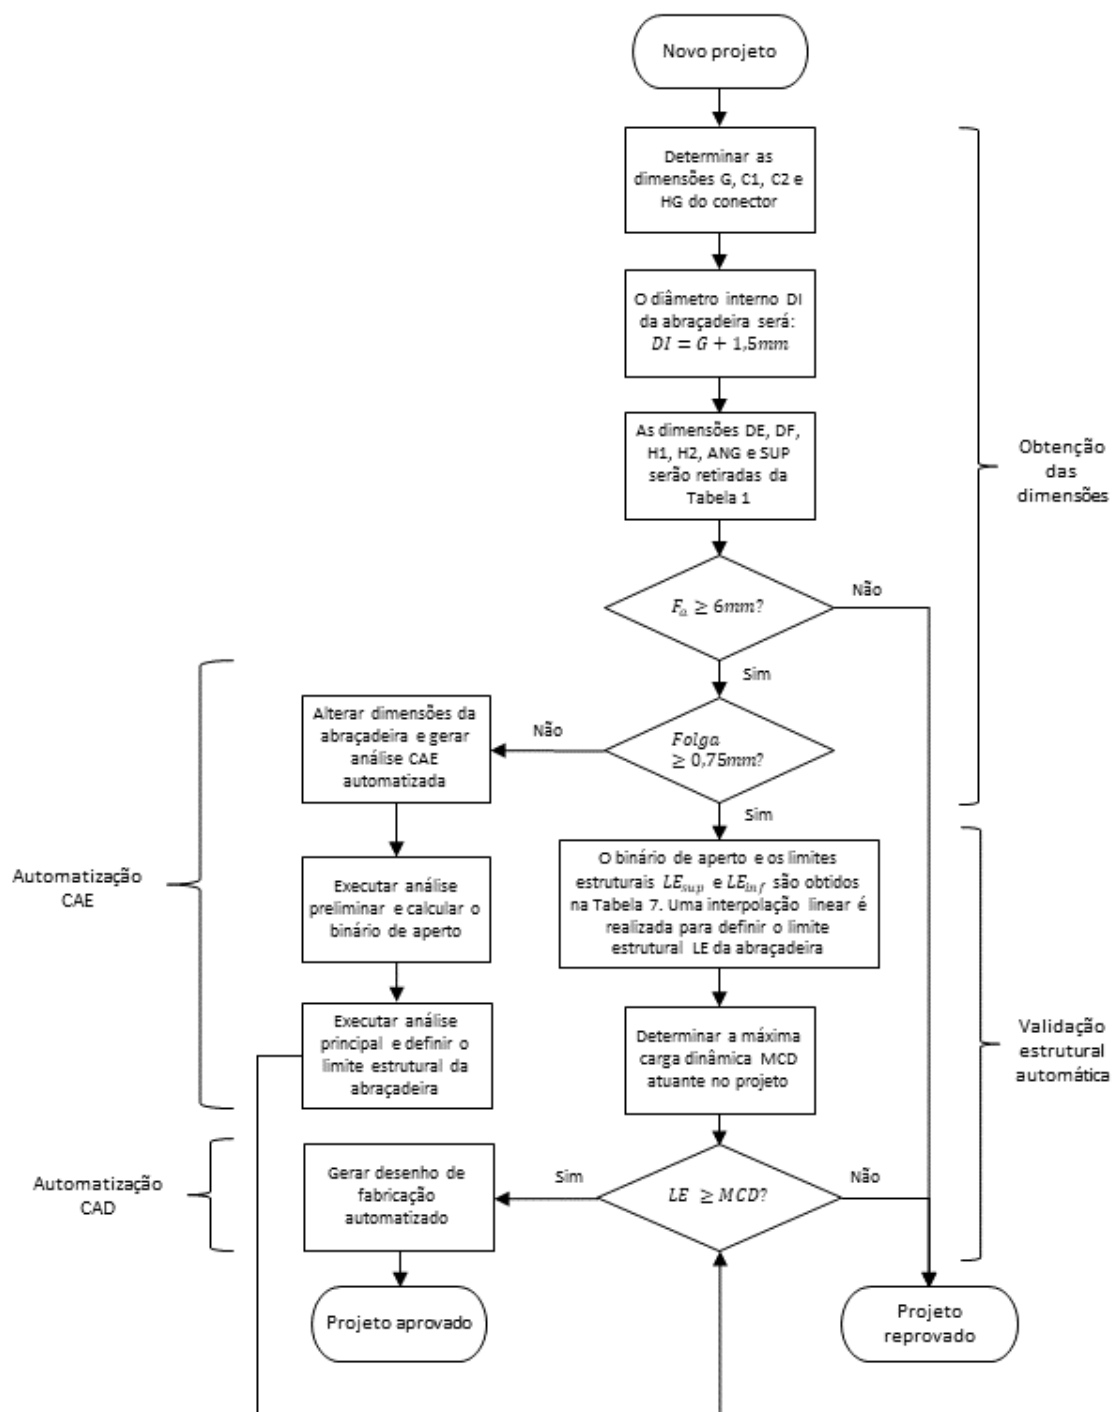 Novo projeto
Determinar as
dimensões G, C1, C2 e
HG do conector
O diâmetro interno DI
da abraçadeira será:
DI = G + 1,5mm
As dimensões DE, DF,
H1, H2, ANG e SUP
serão retiradas da
Tabela 1
Obtenção
das
dimensões
F_a ≥ 6mm?
Não
Sim
Folga
≥ 0,75mm?
Não
Sim
Alterar dimensões da
abraçadeira e gerar
análise CAE
automatizada
Executar análise
preliminar e calcular o
binário de aperto
Executar análise
principal e definir o
limite estrutural da
abraçadeira
Automatização
CAE
O binário de aperto e os limites
estruturais LE_sup e LE_inf são obtidos
na Tabela 7. Uma interpolação linear é
realizada para definir o limite
estrutural LE da abraçadeira
Determinar a máxima
carga dinâmica MCD
atuante no projeto
Validação
estrutural
automática
LE ≥ MCD?
Sim
Não
Gerar desenho de
fabricação
automatizado
Automatização
CAD
Projeto aprovado
Projeto
reprovado